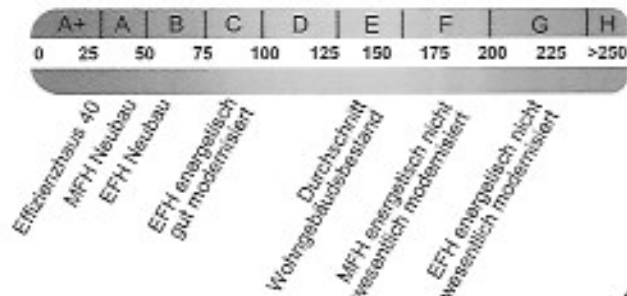 A+ A B C D E F G H
0 25 50 75 100 125 150 175 200 225 >250
Effizienzhaus 40
MFH Neubau
EFH Neubau
EFH energetisch
gut modernisiert
Durchschnitt
Wohngebäudebestand
MFH energetisch nicht
wesentlich modernisiert
EFH energetisch nicht
wesentlich modernisiert